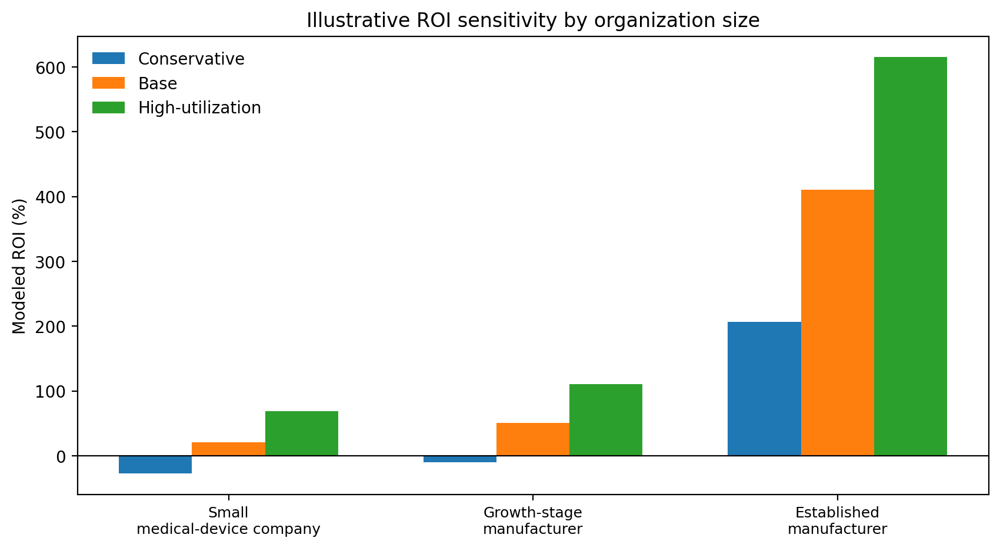 Illustrative ROI sensitivity by organization size
Conservative
Base
High-utilization
Modeled ROI (%)
600
500
400
300
200
100
0
Small
medical-device company
Growth-stage
manufacturer
Established
manufacturer